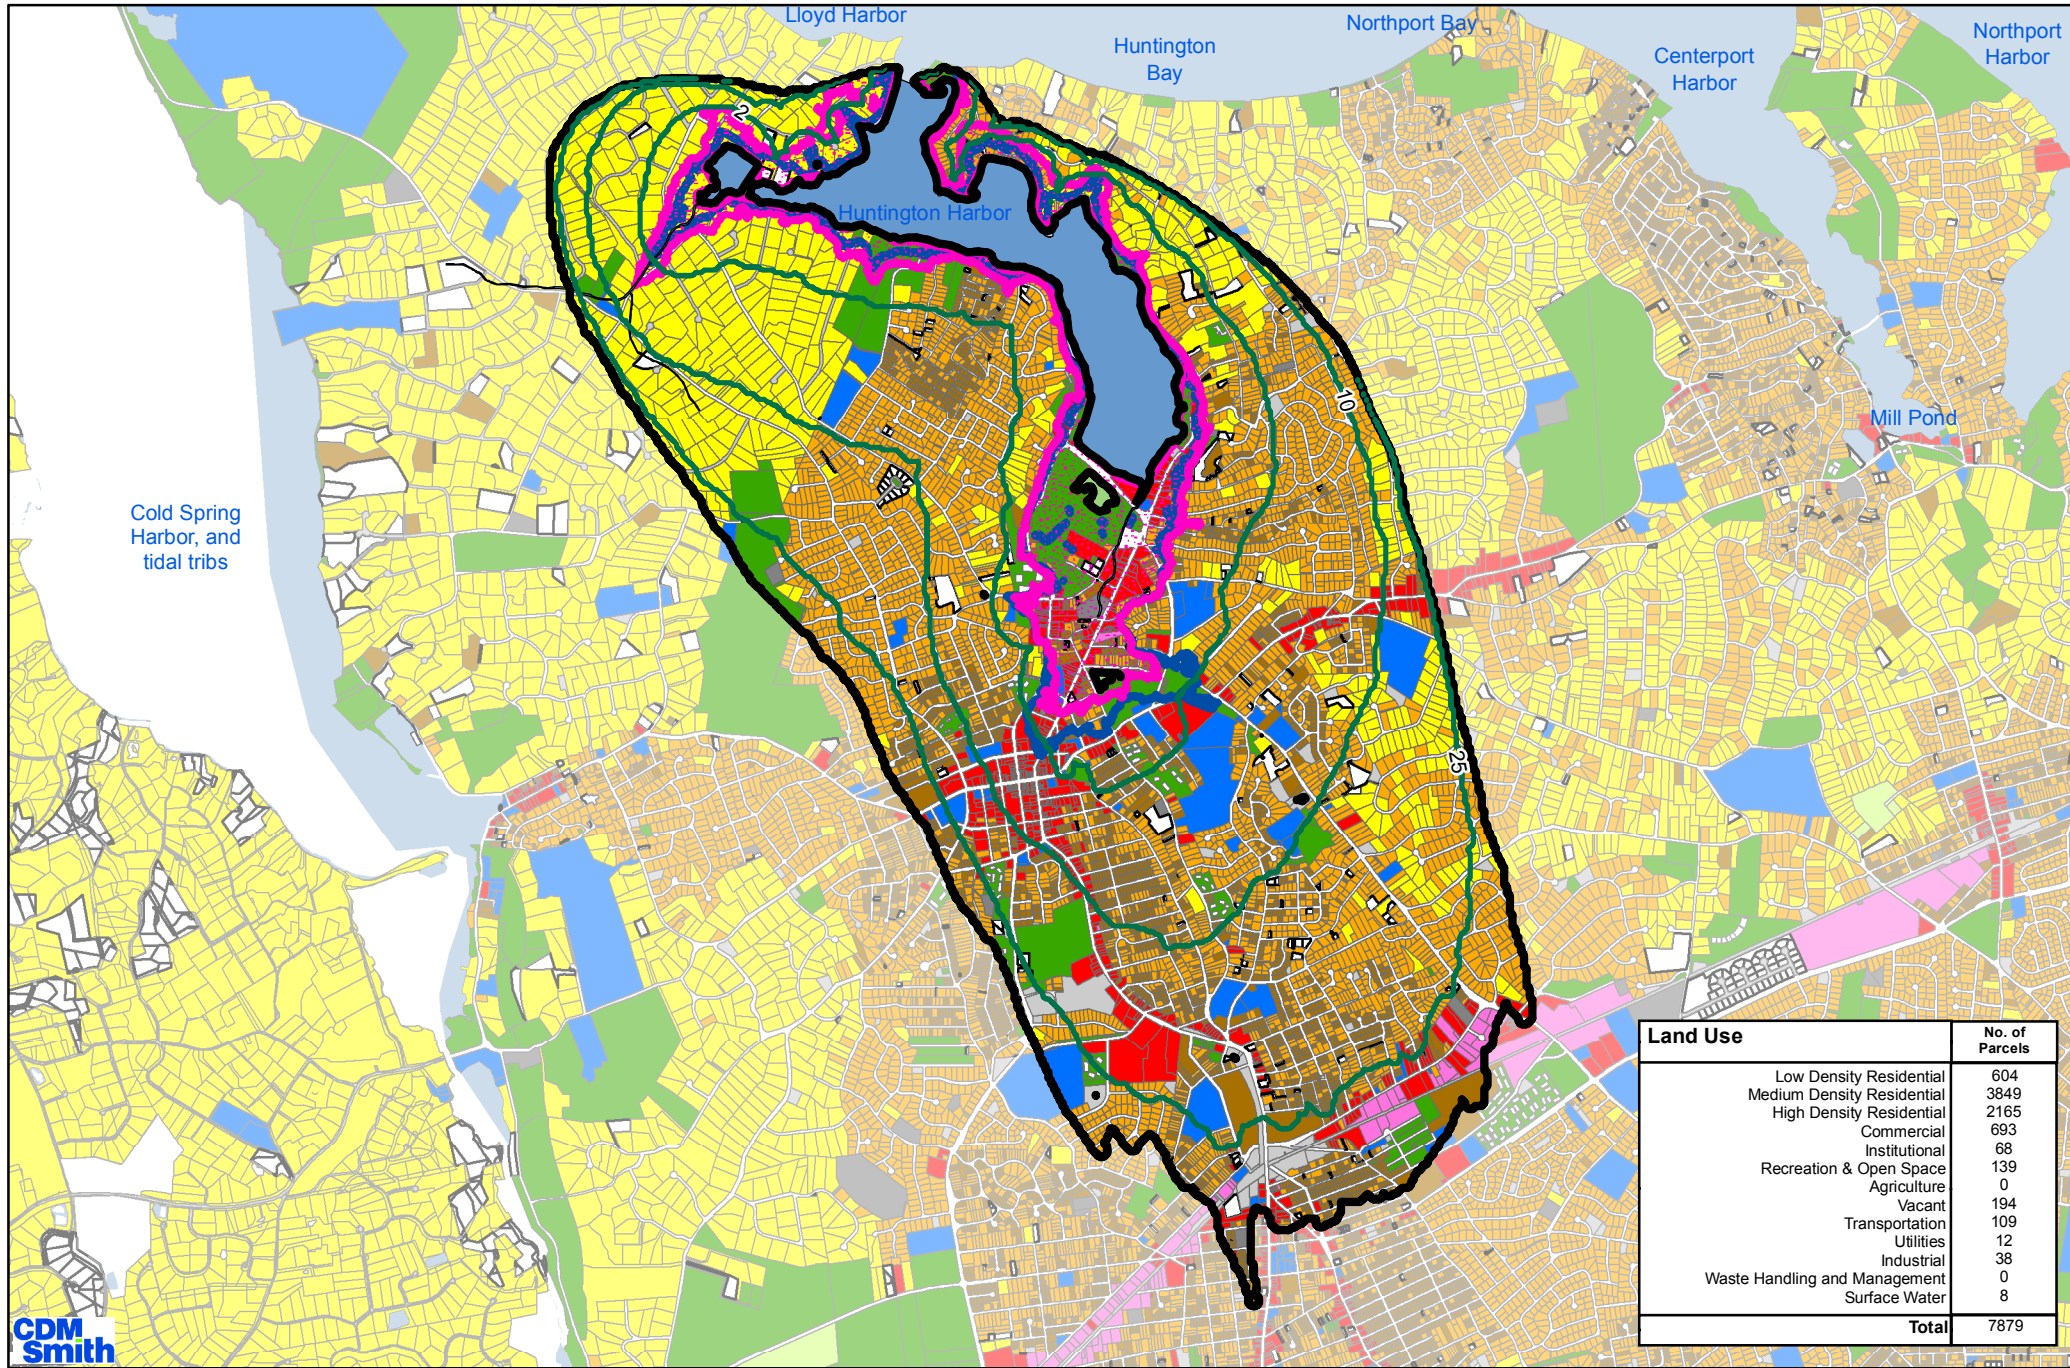 Lloyd Harbor
Huntington
Bay
Northport Bay
Centerport
Harbor
Northport
Harbor
2
Huntington Harbor
10
Mill Pond
Cold Spring
Harbor, and
tidal tribs
25
Land Use No. of Parcels
Low Density Residential 604
Medium Density Residential 3849
High Density Residential 2165
Commercial 693
Institutional 68
Recreation & Open Space 139
Agriculture 0
Vacant 194
Transportation 109
Utilities 12
Industrial 38
Waste Handling and Management 0
Surface Water 8
Total 7879
CDM
Smith